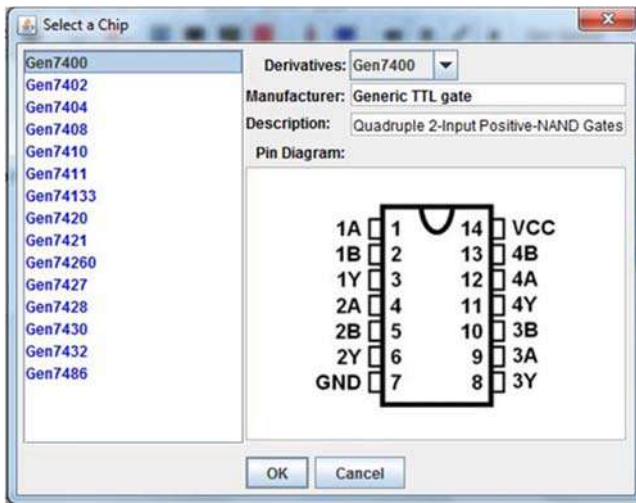 Select a Chip
Gen7400
Gen7402
Gen7404
Gen7408
Gen7410
Gen7411
Gen74133
Gen7420
Gen7421
Gen74260
Gen7427
Gen7428
Gen7430
Gen7432
Gen7486
Derivatives: Gen7400
Manufacturer: Generic TTL gate
Description: Quadruple 2-Input Positive-NAND Gates
Pin Diagram:
1A 1 14 VCC
1B 2 13 4B
1Y 3 12 4A
2A 4 11 4Y
2B 5 10 3B
2Y 6 9 3A
GND 7 8 3Y
OK Cancel